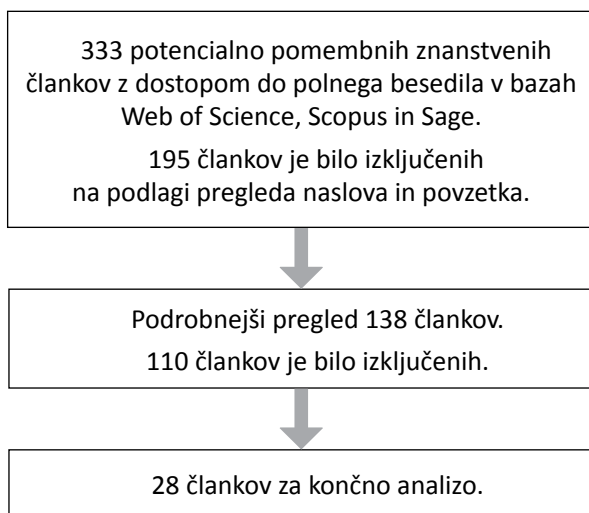 333 potencialno pomembnih znanstvenih
člankov z dostopom do polnega besedila v bazah
Web of Science, Scopus in Sage.
195 člankov je bilo izključenih
na podlagi pregleda naslova in povzetka.
Podrobnejši pregled 138 člankov.
110 člankov je bilo izključenih.
28 člankov za končno analizo.